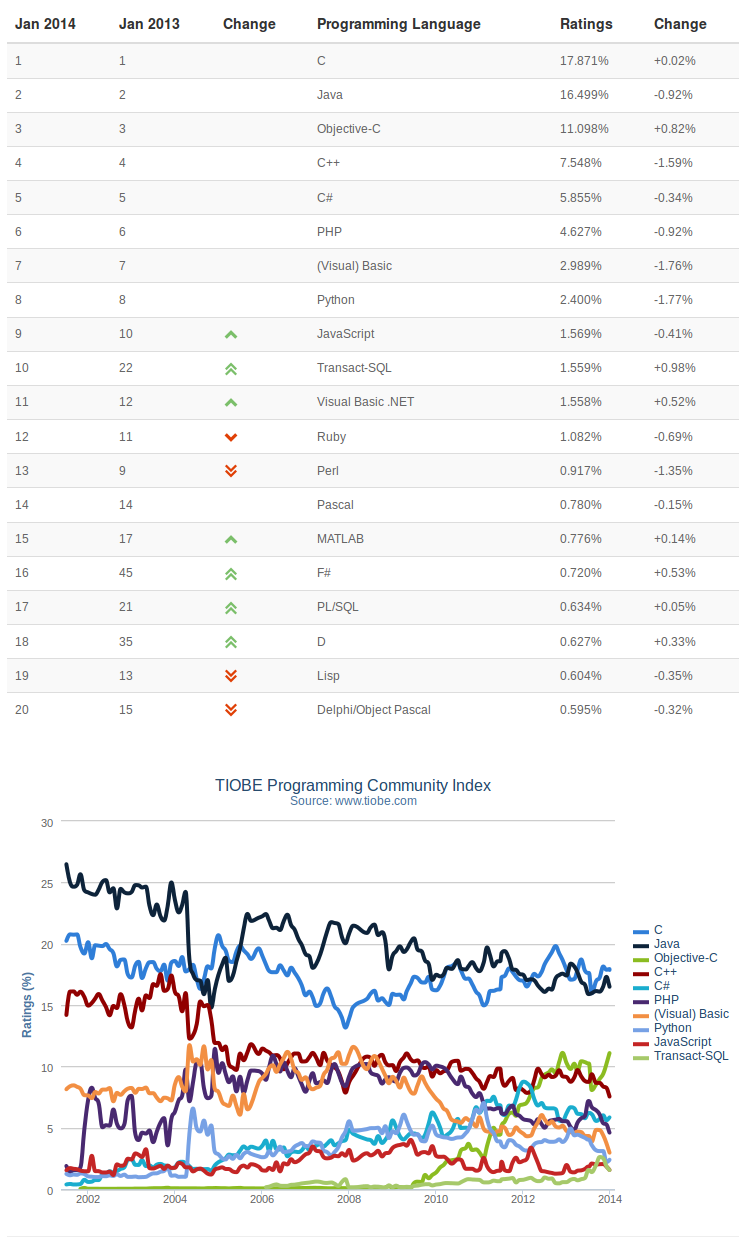 Jan 2014 Jan 2013 Change Programming Language Ratings Change
1 1 C 17.871% +0.02%
2 2 Java 16.499% -0.92%
3 3 Objective-C 11.098% +0.82%
4 4 C++ 7.548% -1.59%
5 5 C# 5.855% -0.34%
6 6 PHP 4.627% -0.92%
7 7 (Visual) Basic 2.989% -1.76%
8 8 Python 2.400% -1.77%
9 10 JavaScript 1.569% -0.41%
10 22 Transact-SQL 1.559% +0.98%
11 12 Visual Basic .NET 1.558% +0.52%
12 11 Ruby 1.082% -0.69%
13 9 Perl 0.917% -1.35%
14 14 Pascal 0.780% -0.15%
15 17 MATLAB 0.776% +0.14%
16 45 F# 0.720% +0.53%
17 21 PL/SQL 0.634% +0.05%
18 35 D 0.627% +0.33%
19 13 Lisp 0.604% -0.35%
20 15 Delphi/Object Pascal 0.595% -0.32%
TIOBE Programming Community Index
Source: www.tiobe.com
Ratings (%)
30
25
20
15
10
5
0
2002 2004 2006 2008 2010 2012 2014
C
Java
Objective-C
C++
C#
PHP
(Visual) Basic
Python
JavaScript
Transact-SQL